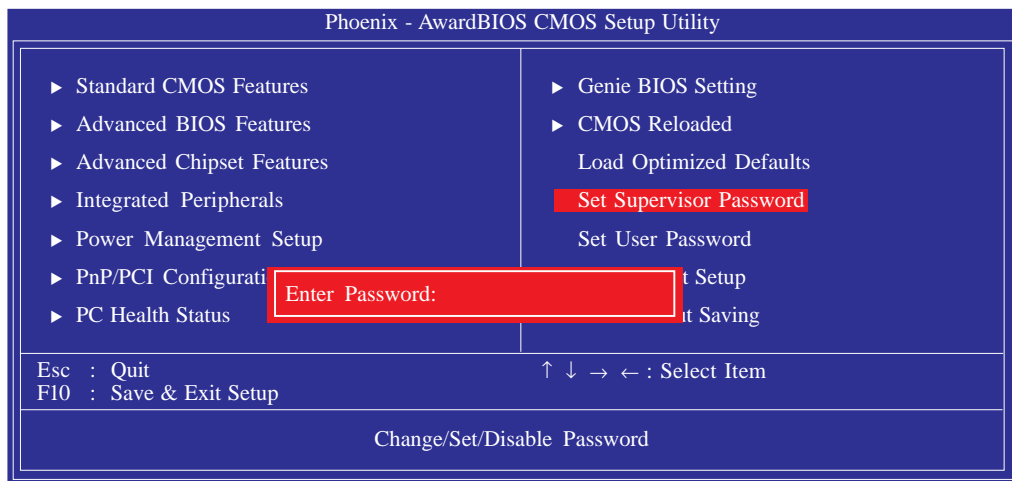 Phoenix - AwardBIOS CMOS Setup Utility
▶ Standard CMOS Features
▶ Advanced BIOS Features
▶ Advanced Chipset Features
▶ Integrated Peripherals
▶ Power Management Setup
▶ PnP/PCI Configurati
▶ PC Health Status
▶ Genie BIOS Setting
▶ CMOS Reloaded
Load Optimized Defaults
Set Supervisor Password
Set User Password
t Setup
ut Saving
Enter Password:
Esc : Quit
F10 : Save & Exit Setup
↑ ↓ → ← : Select Item
Change/Set/Disable Password